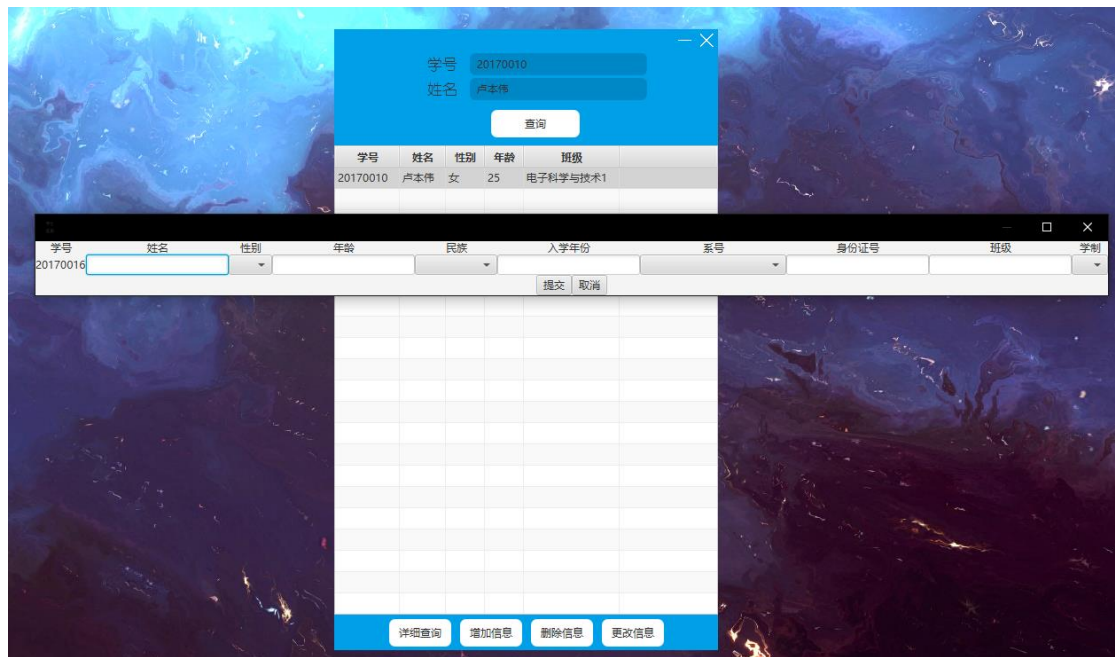 学号 20170010
姓名 卢本伟
查询
学号 姓名 性别 年龄 班级
20170010 卢本伟 女 25 电子科学与技术1
学号 姓名 性别 年龄 民族 入学年份 系号 身份证号 班级 学制
20170016
提交 取消
详细查询 增加信息 删除信息 更改信息